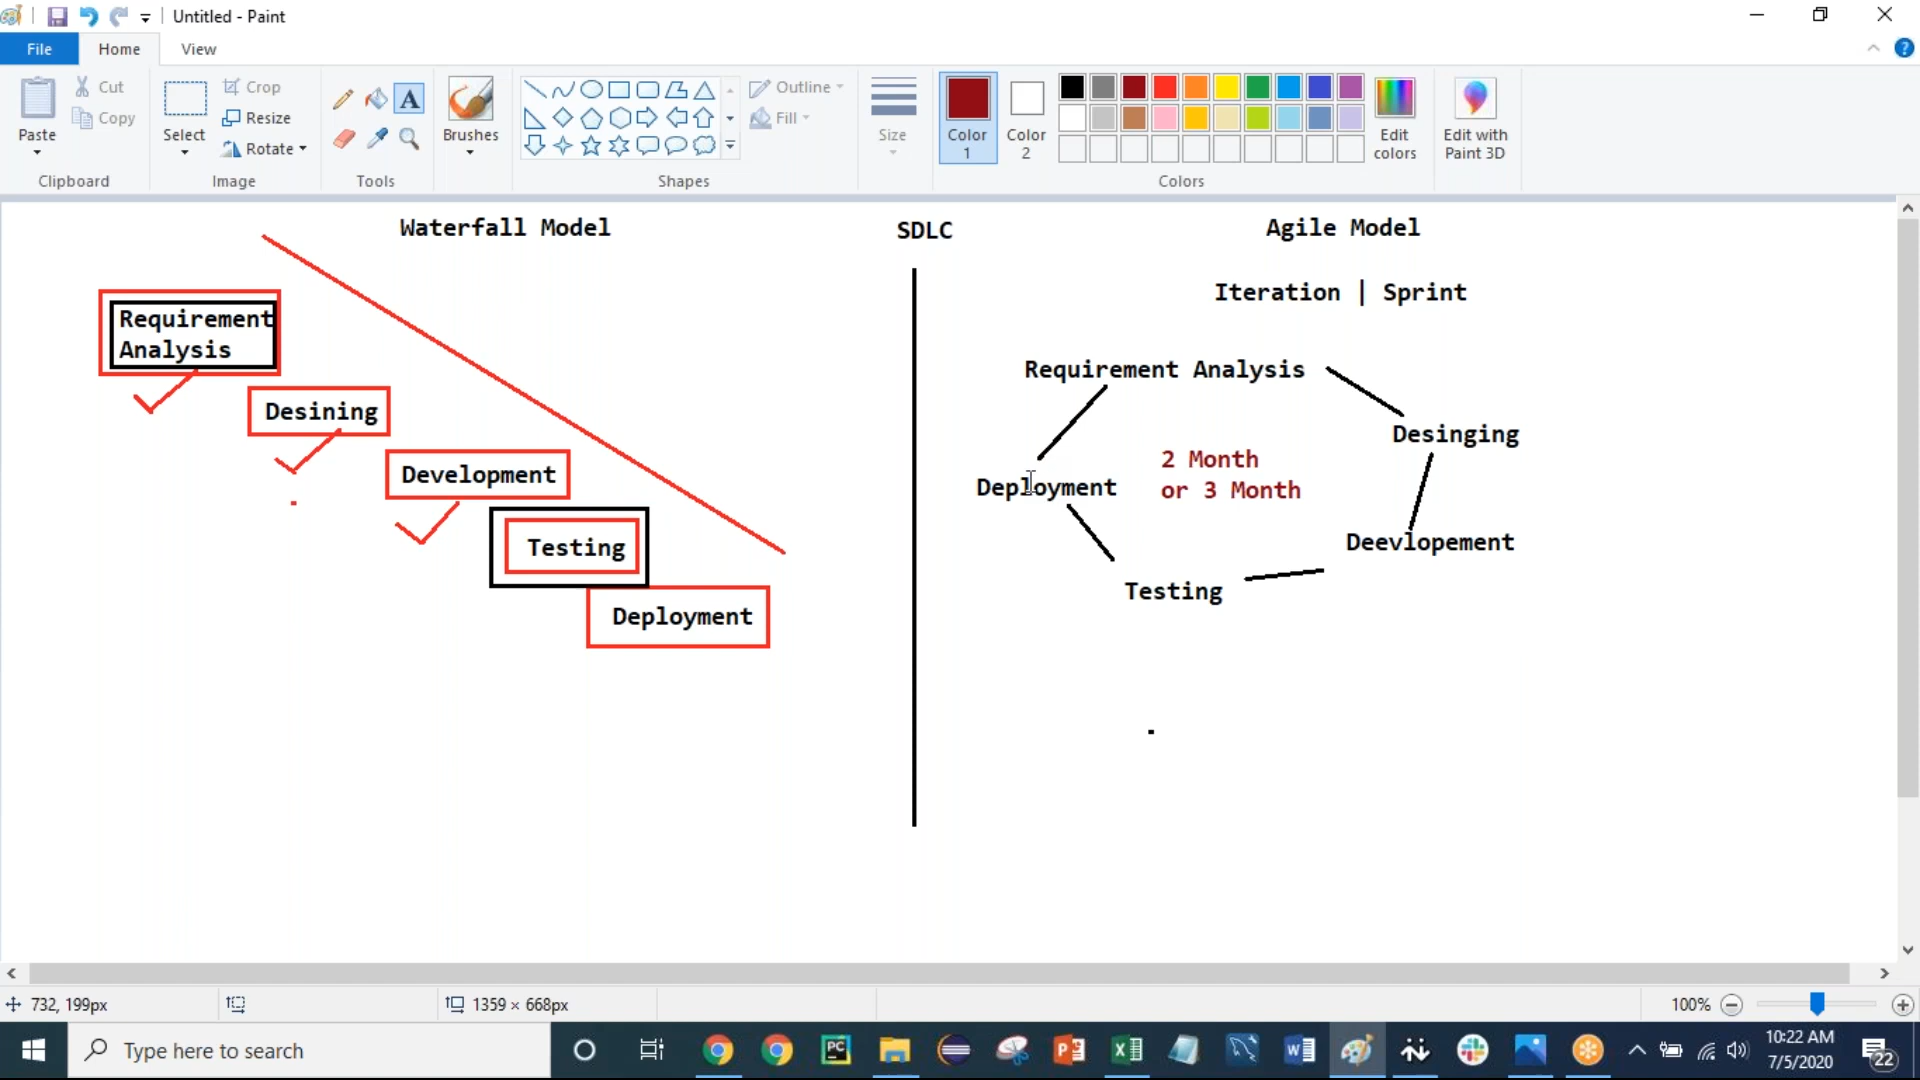 Untitled - Paint
File
Home
View
Paste
Cut
Copy
Clipboard
Select
Crop
Resize
Rotate
Image
A
Tools
Brushes
Shapes
Outline
Fill
Size
Color
1
Color
2
Edit
colors
Colors
Edit with
Paint 3D
Waterfall Model
SDLC
Agile Model
Iteration | Sprint
Requirement
Analysis
Desining
Development
Testing
Deployment
Requirement Analysis
Desinging
2 Month
or 3 Month
Deployment
Deevlopement
Testing
732, 199px
1359 × 668px
100%
Type here to search
PC
10:22 AM
7/5/2020
22